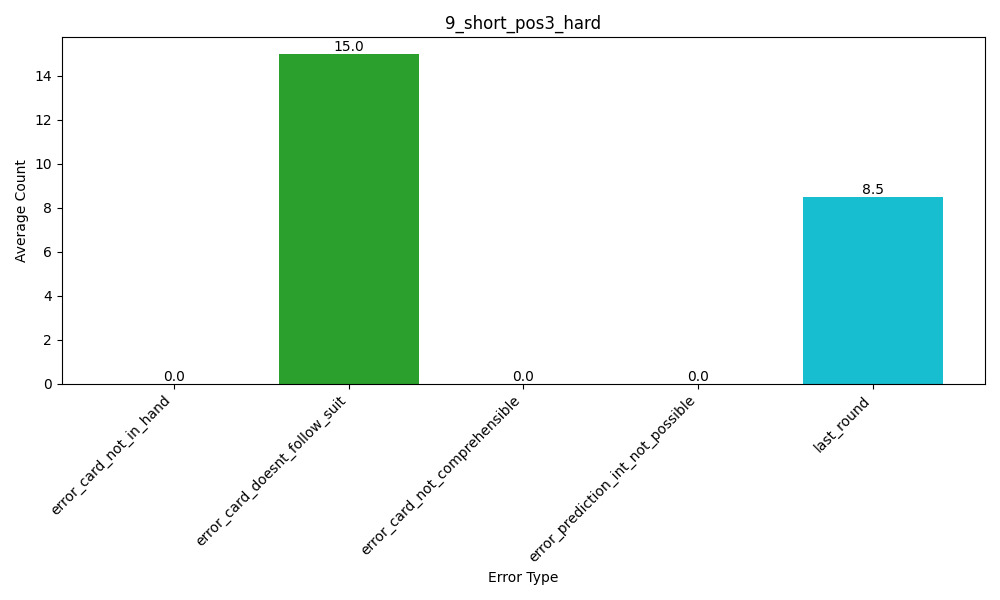 9_short_pos3_hard
15.0
14
12
10
8
6
4
2
0
8.5
0.0
0.0
0.0
Average Count
error_card_not_in_hand
error_card_doesnt_follow_suit
error_card_not_comprehensible
error_prediction_int_not_possible
last_round
Error Type